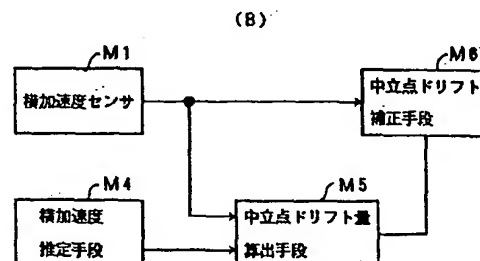 (B)
M1
横加速度センサ
M6
中立点ドリフト
補正手段
M4
横加速度
推定手段
M5
中立点ドリフト量
算出手段